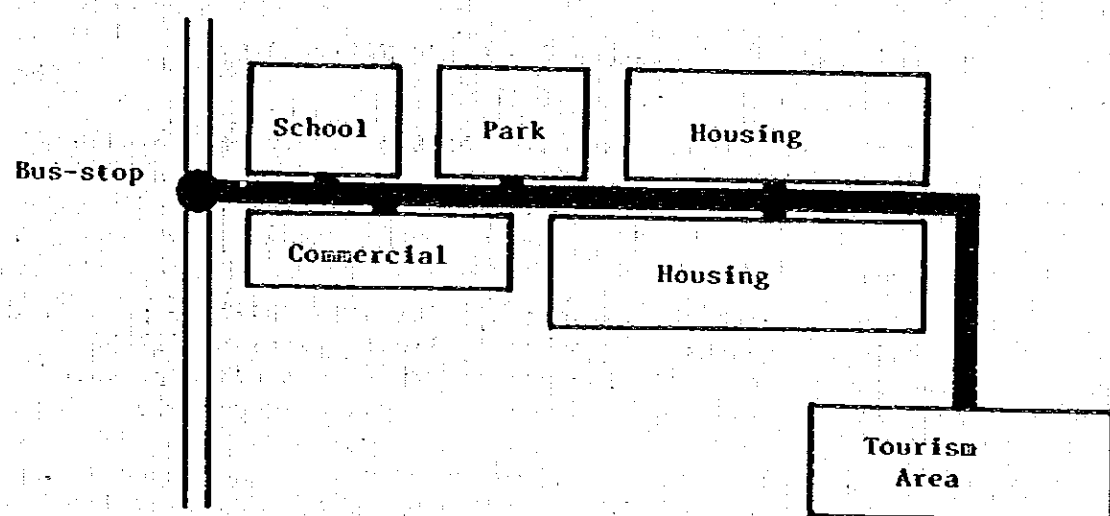 School
Park
Housing
Bus-stop
Commercial
Housing
Tourism
Area